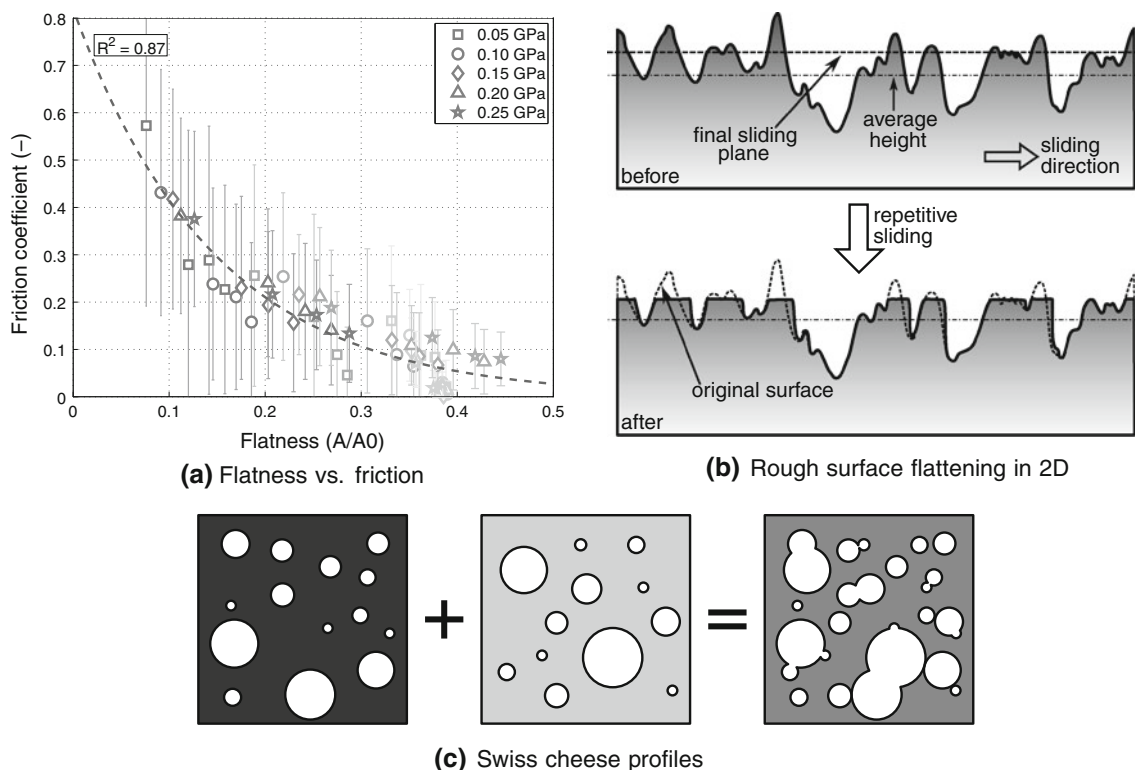 0.8
0.7
0.6
0.5
0.4
0.3
0.2
0.1
0
Friction coefficient (–)
R² = 0.87
0.05 GPa
0.10 GPa
0.15 GPa
0.20 GPa
0.25 GPa
0 0.1 0.2 0.3 0.4 0.5
Flatness (A/A0)
(a) Flatness vs. friction
final sliding
plane
average
height
sliding
direction
before
repetitive
sliding
original surface
after
(b) Rough surface flattening in 2D
+ =
(c) Swiss cheese profiles